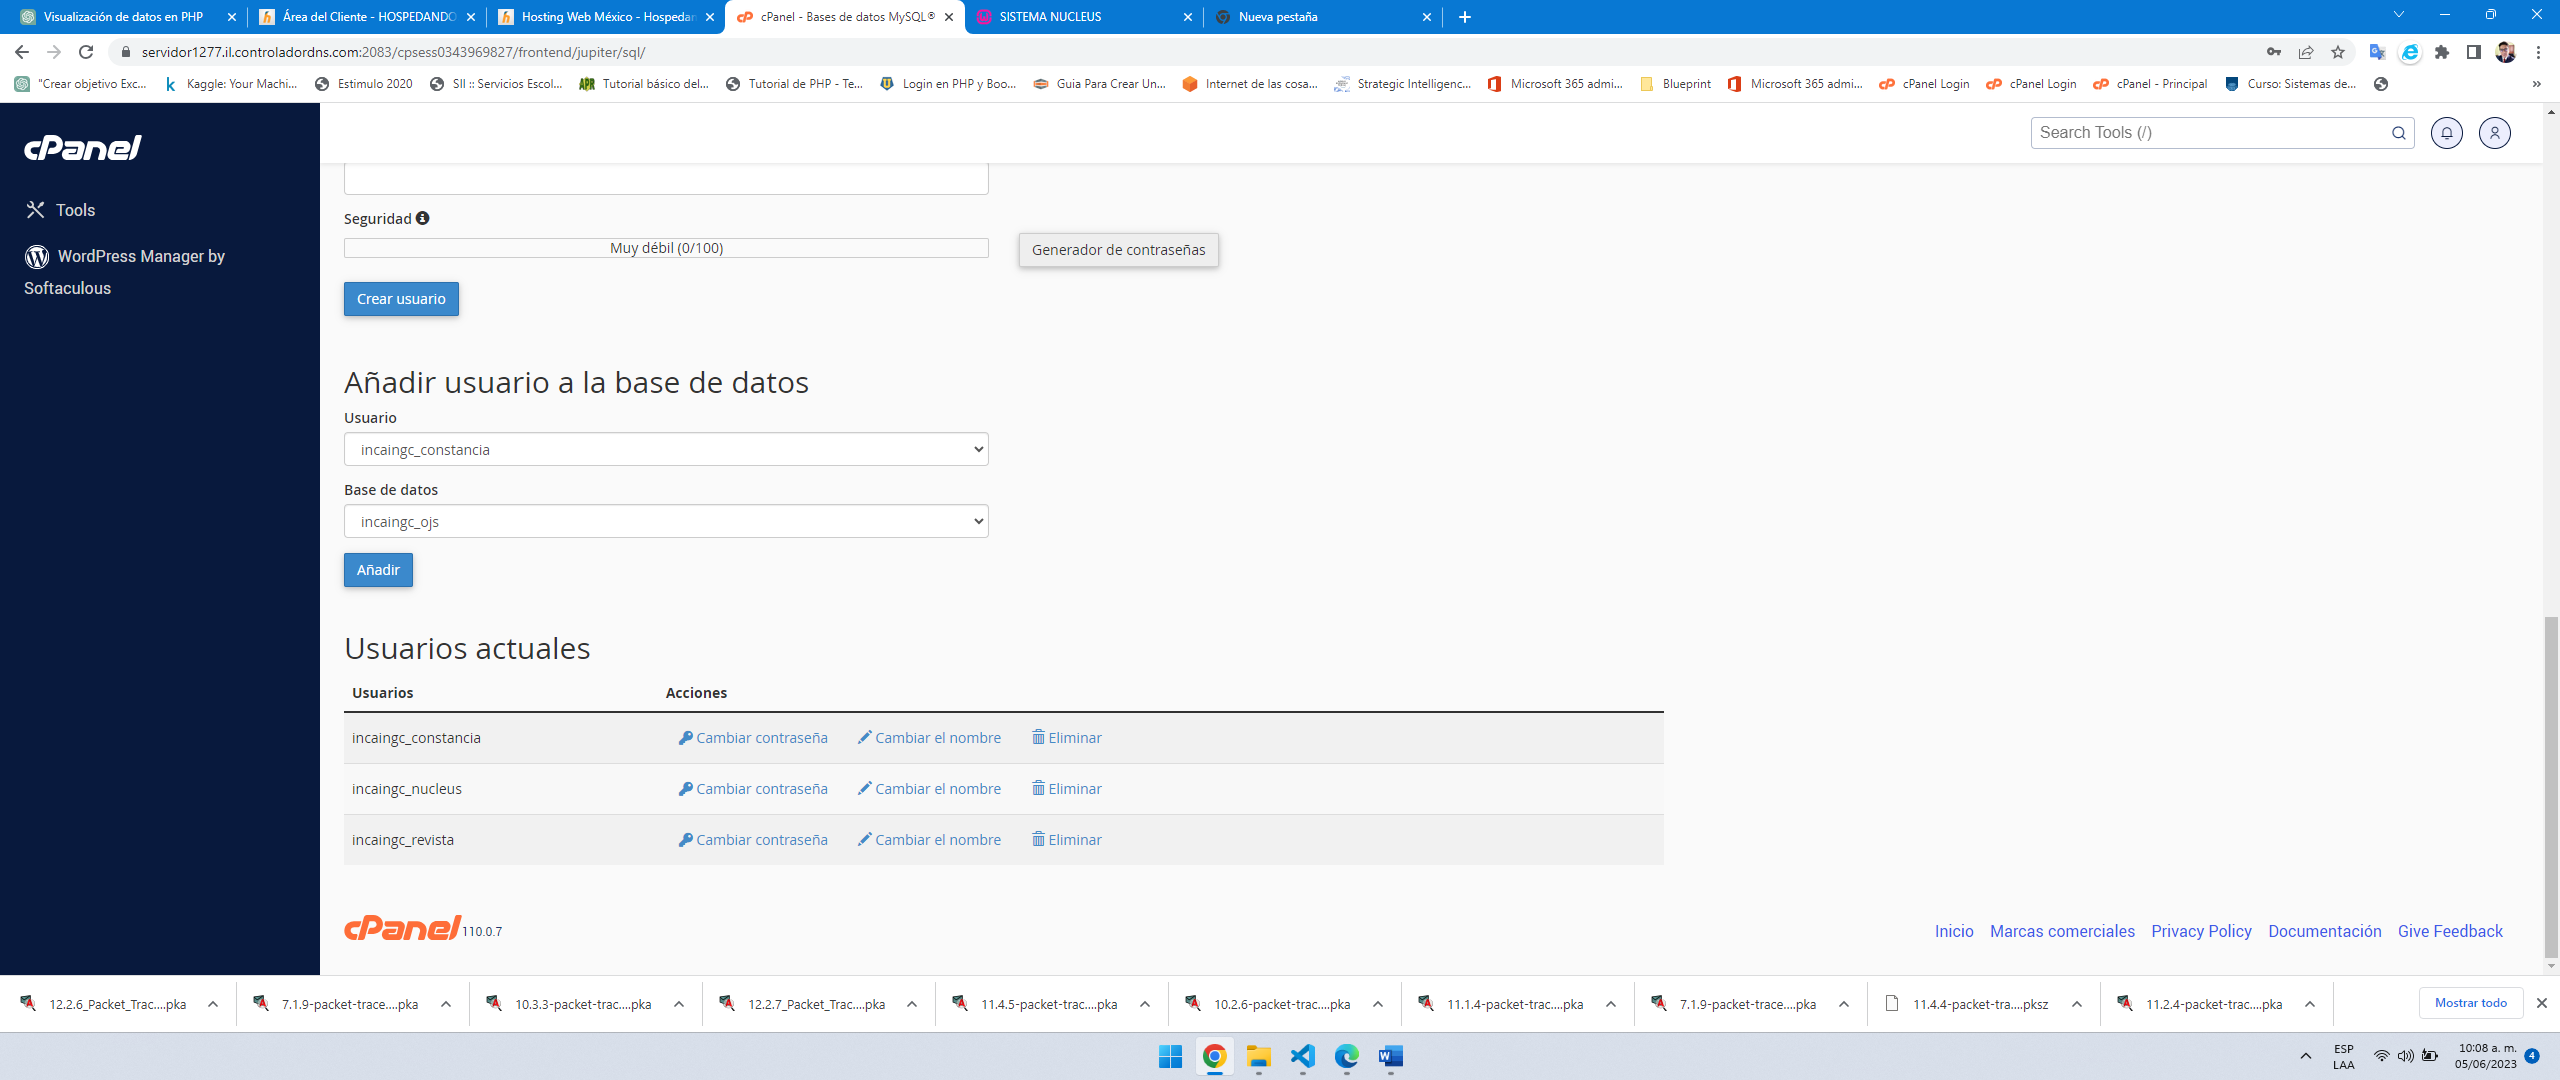 Visualización de datos en PHP
Área del Cliente - HOSPEDANDO
Hosting Web México - Hospedan
cPanel - Bases de datos MySQL®
SISTEMA NUCLEUS
Nueva pestaña
servidor1277.il.controladordns.com:2083/cpsess0343969827/frontend/jupiter/sql/
"Crear objetivo Exc...
Kaggle: Your Machi...
Estimulo 2020
SII :: Servicios Escol...
Tutorial básico del...
Tutorial de PHP - Te...
Login en PHP y Boo...
Guia Para Crear Un...
Internet de las cosa...
Strategic Intelligenc...
Microsoft 365 admi...
Blueprint
Microsoft 365 admi...
cPanel Login
cPanel Login
cPanel - Principal
Curso: Sistemas de...
»
cPanel
Search Tools (/)
Tools
WordPress Manager by
Softaculous
Seguridad
Muy débil (0/100)
Generador de contraseñas
Crear usuario
Añadir usuario a la base de datos
Usuario
incaingc_constancia
Base de datos
incaingc_ojs
Añadir
Usuarios actuales
Usuarios Acciones
incaingc_constancia Cambiar contraseña Cambiar el nombre Eliminar
incaingc_nucleus Cambiar contraseña Cambiar el nombre Eliminar
incaingc_revista Cambiar contraseña Cambiar el nombre Eliminar
cPanel 110.0.7
Inicio Marcas comerciales Privacy Policy Documentación Give Feedback
12.2.6_Packet_Trac....pka
7.1.9-packet-trace....pka
10.3.3-packet-trac....pka
12.2.7_Packet_Trac....pka
11.4.5-packet-trac....pka
10.2.6-packet-trac....pka
11.1.4-packet-trac....pka
7.1.9-packet-trace....pka
11.4.4-packet-tra....pksz
11.2.4-packet-trac....pka
Mostrar todo
ESP
LAA
10:08 a. m.
05/06/2023
4